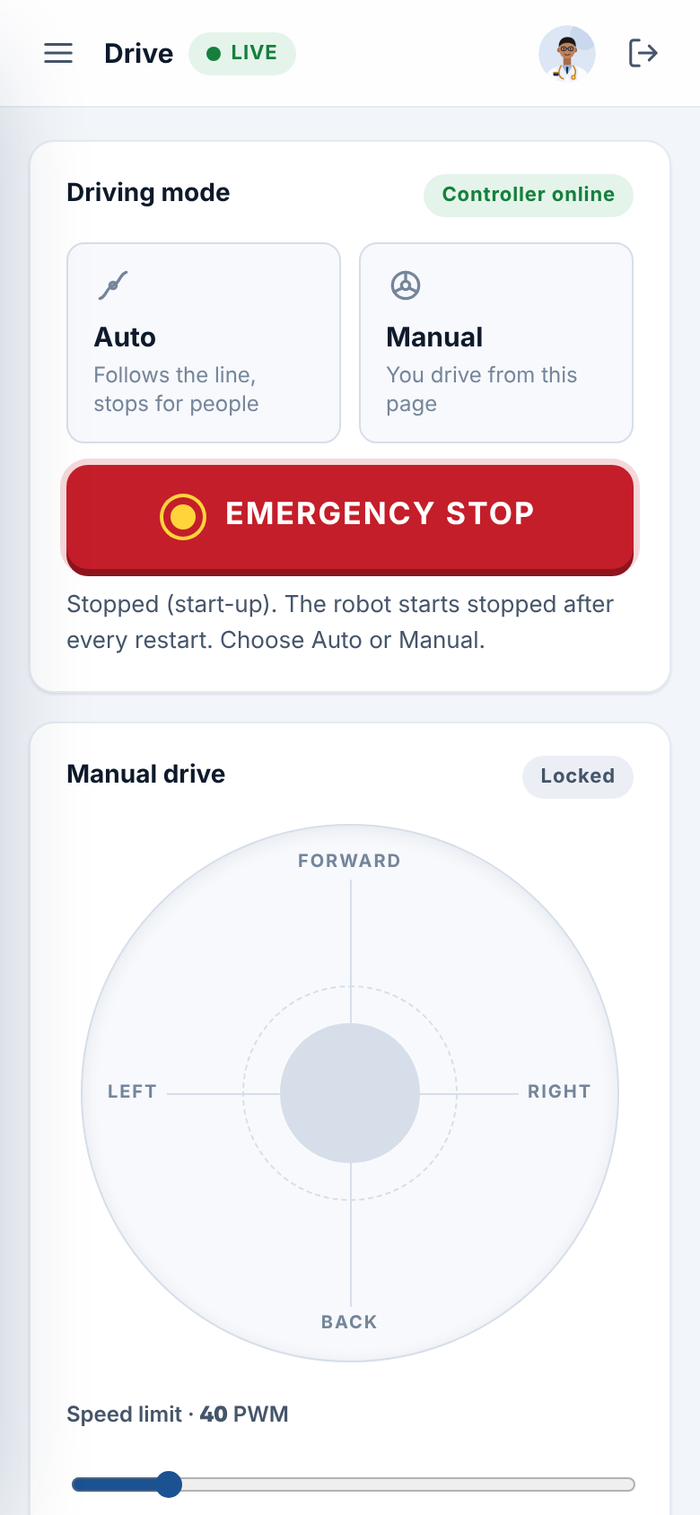 Drive
LIVE
Driving mode
Controller online
Auto
Follows the line,
stops for people
Manual
You drive from this
page
EMERGENCY STOP
Stopped (start-up). The robot starts stopped after
every restart. Choose Auto or Manual.
Manual drive
Locked
FORWARD
LEFT
RIGHT
BACK
Speed limit · 40 PWM